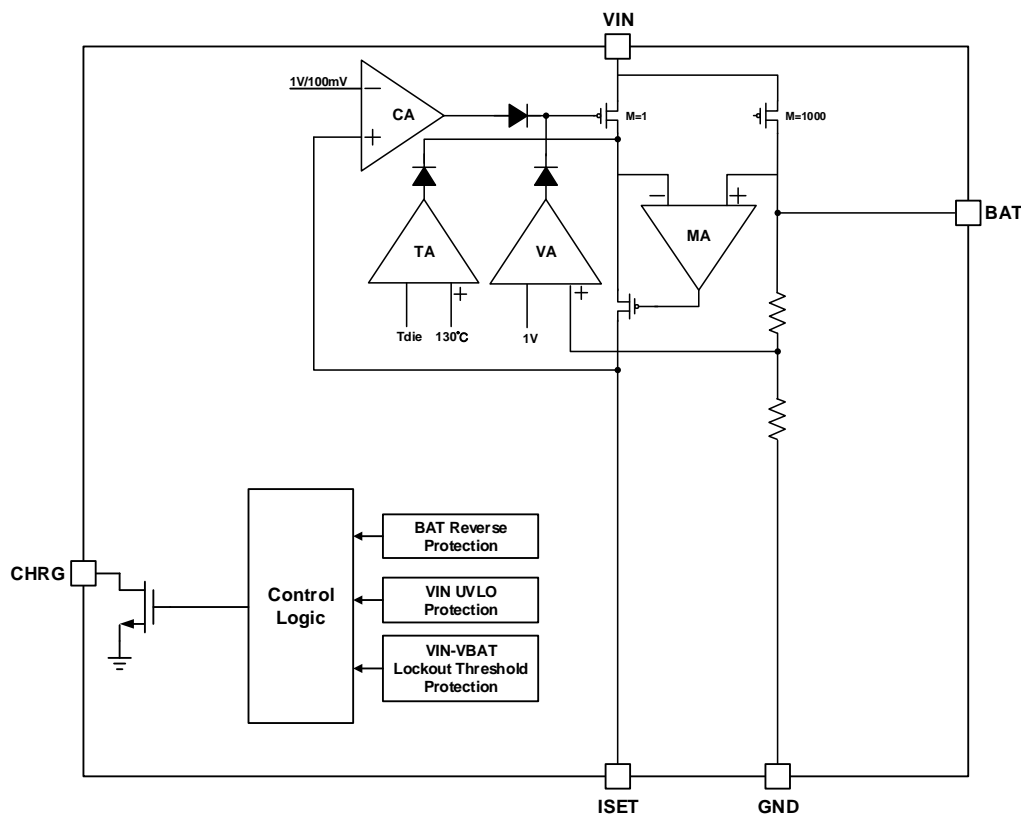 VIN
1V/100mV
−
CA
+
M=1
M=1000
−
+
BAT
MA
TA
VA
+
+
Tdie
130℃
1V
BAT Reverse
Protection
CHRG
Control
Logic
VIN UVLO
Protection
VIN-VBAT
Lockout Threshold
Protection
ISET
GND